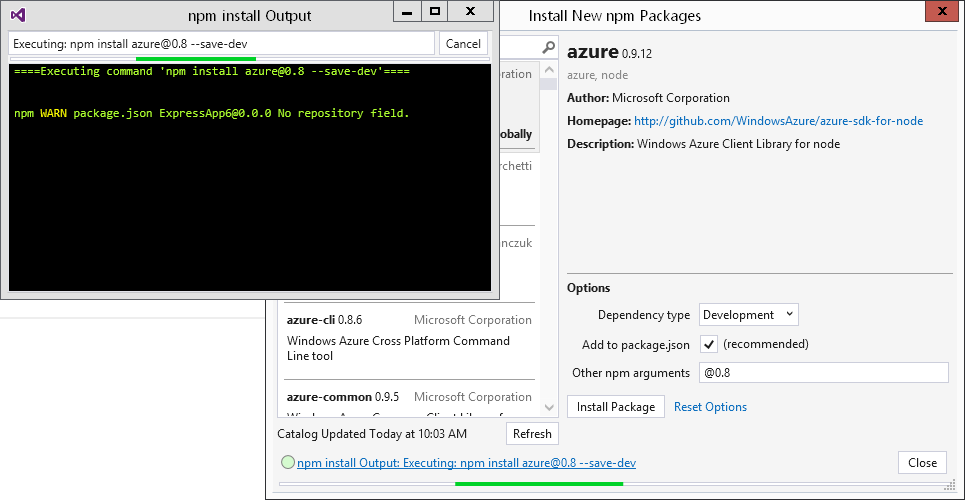 npm install Output
Executing: npm install azure@0.8 --save-dev
Cancel
====Executing command 'npm install azure@0.8 --save-dev'====
npm WARN package.json ExpressApp6@0.0.0 No repository field.
Install New npm Packages
azure-cli 0.8.6 Microsoft Corporation
Windows Azure Cross Platform Command
Line tool
azure-common 0.9.5 Microsoft Corporation
Catalog Updated Today at 10:03 AM
Refresh
azure 0.9.12
azure, node
Author: Microsoft Corporation
Homepage: http://github.com/WindowsAzure/azure-sdk-for-node
Description: Windows Azure Client Library for node
Options
Dependency type Development
Add to package.json (recommended)
Other npm arguments @0.8
Install Package Reset Options
npm install Output: Executing: npm install azure@0.8 --save-dev
Close